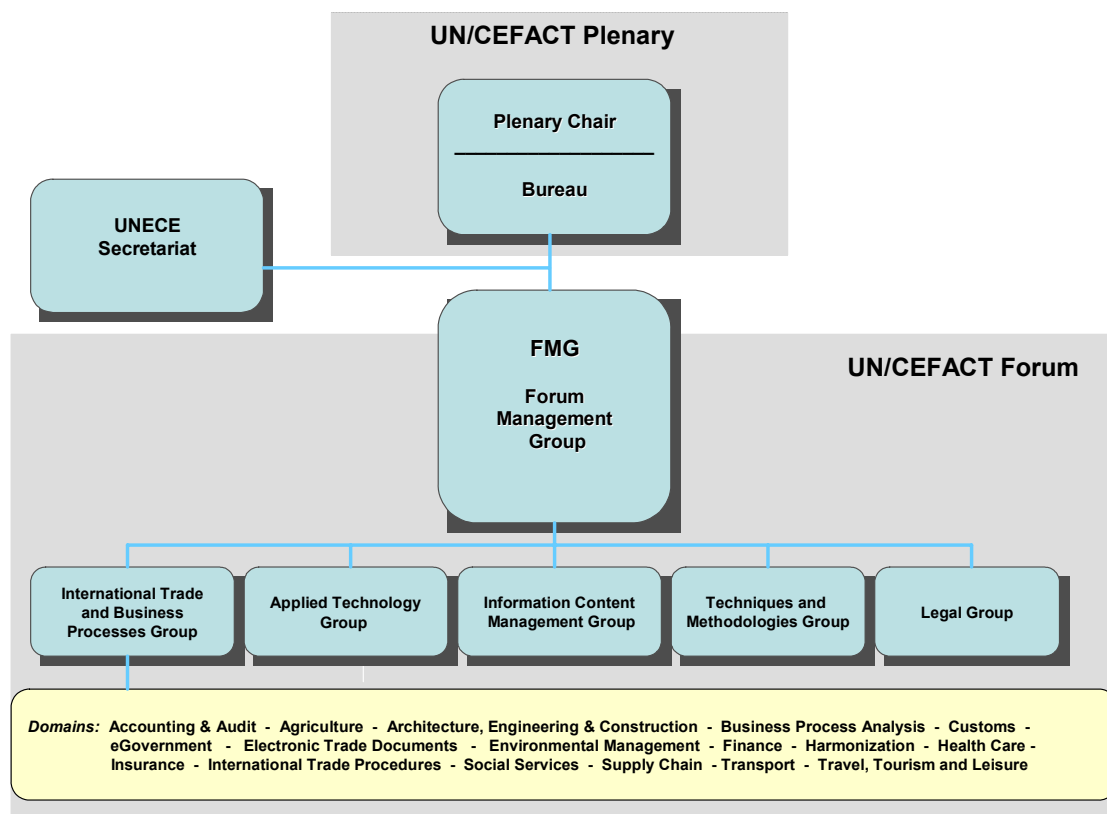 UN/CEFACT Plenary
Plenary Chair
Bureau
UNECE
Secretariat
FMG
Forum
Management
Group
UN/CEFACT Forum
International Trade
and Business
Processes Group
Applied Technology
Group
Information Content
Management Group
Techniques and
Methodologies Group
Legal Group
Domains: Accounting & Audit - Agriculture - Architecture, Engineering & Construction - Business Process Analysis - Customs -
eGovernment - Electronic Trade Documents - Environmental Management - Finance - Harmonization - Health Care -
Insurance - International Trade Procedures - Social Services - Supply Chain - Transport - Travel, Tourism and Leisure